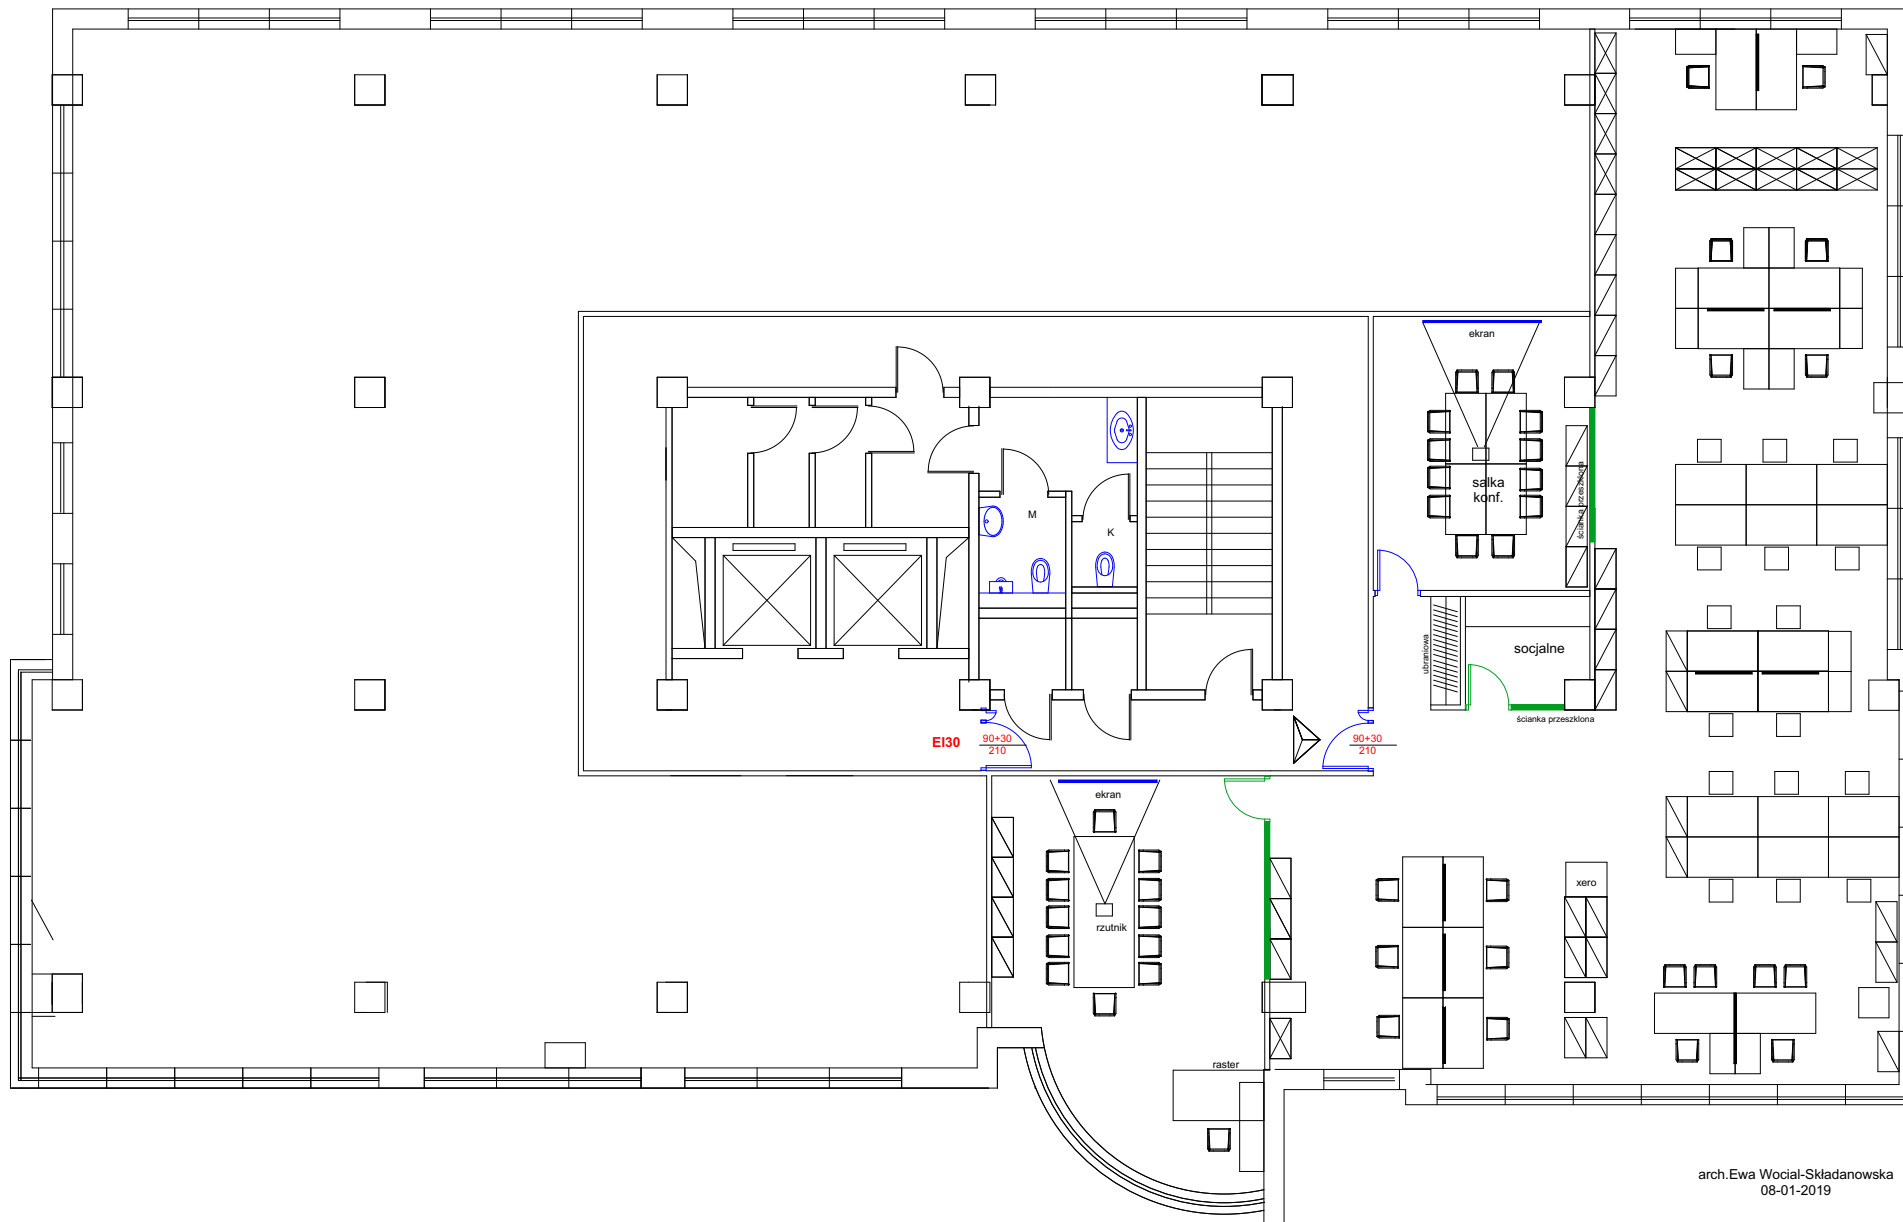 ekran
salka
konf.
ścianka przeszklona
M
K
ubraniowa
socjalne
ścianka przeszklona
EI30
90+30
210
90+30
210
ekran
rzutnik
xero
raster
arch.Ewa Wocial-Składanowska
08-01-2019